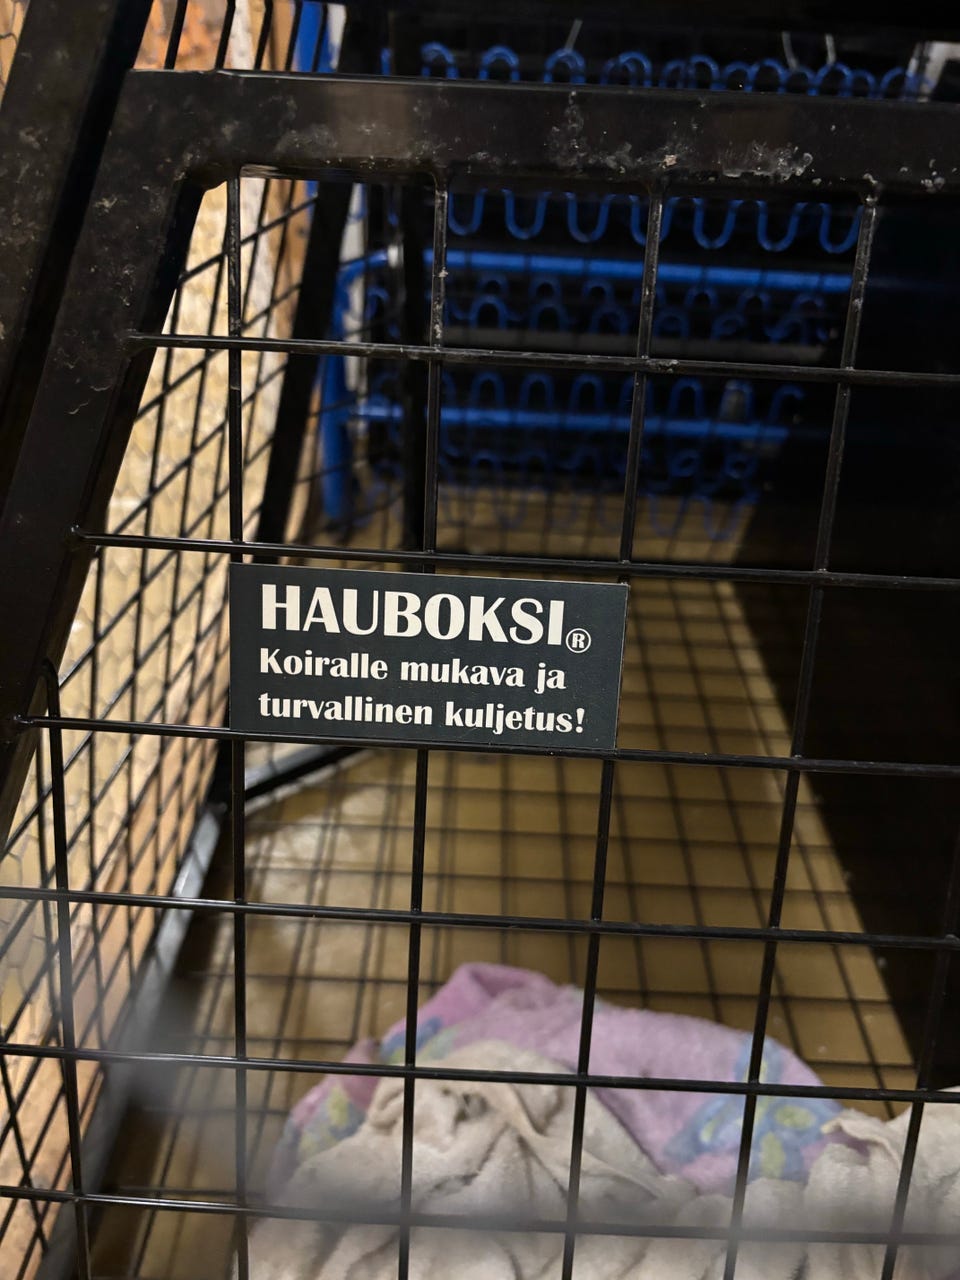 HAUBOKSI®
Koiralle mukava ja
turvallinen kuljetus!